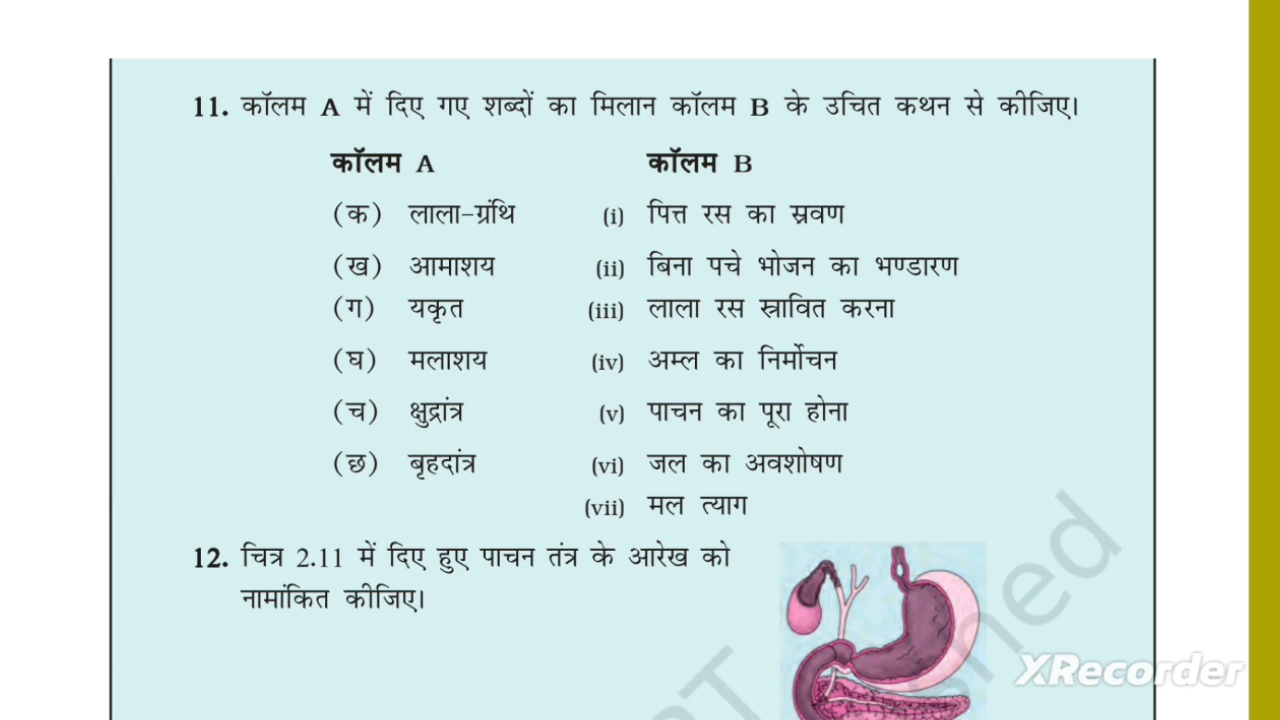 11. कॉलम A में दिए गए शब्दों का मिलान कॉलम B के उचित कथन से कीजिए।
कॉलम A कॉलम B
(क) लाला-ग्रंथि (i) पित्त रस का स्रवण
(ख) आमाशय (ii) बिना पचे भोजन का भण्डारण
(ग) यकृत (iii) लाला रस स्रावित करना
(घ) मलाशय (iv) अम्ल का निर्मोचन
(च) क्षुद्रांत्र (v) पाचन का पूरा होना
(छ) बृहदांत्र (vi) जल का अवशोषण
(vii) मल त्याग
12. चित्र 2.11 में दिए हुए पाचन तंत्र के आरेख को
नामांकित कीजिए।
XRecorder